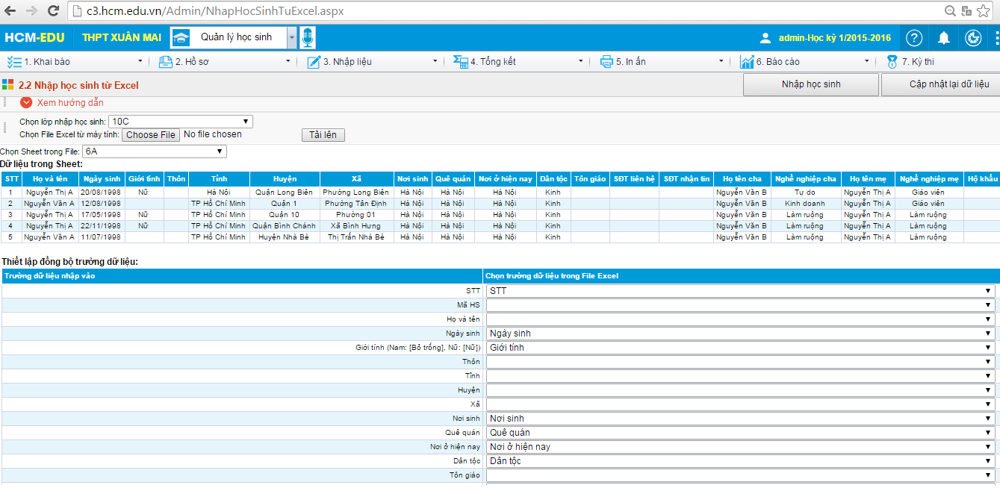 c3.hcm.edu.vn/Admin/NhapHocSinhTuExcel.aspx
HCM-EDU THPT XUÂN MAI Quản lý học sinh admin-Học kỳ 1/2015-2016 ?
1. Khai báo 2. Hồ sơ 3. Nhập liệu 4. Tổng kết 5. In ấn 6. Báo cáo 7. Kỳ thi
2.2 Nhập học sinh từ Excel Nhập học sinh Cập nhật lại dữ liệu
Xem hướng dẫn
Chọn lớp nhập học sinh: 10C
Chọn File Excel từ máy tính: Choose File No file chosen Tải lên
Chọn Sheet trong File: 6A
Dữ liệu trong Sheet:
STT Họ và tên Ngày sinh Giới tính Thôn Tỉnh Huyện Xã Nơi sinh Quê quán Nơi ở hiện nay Dân tộc Tôn giáo SĐT liên hệ SĐT nhận tin Họ tên cha Nghề nghiệp cha Họ tên mẹ Nghề nghiệp mẹ Hộ khẩu
1 Nguyễn Thị A 20/08/1998 Nữ Hà Nội Quận Long Biên Phường Long Biên Hà Nội Hà Nội Hà Nội Kinh Nguyễn Văn B Tự do Nguyễn Thị A Giáo viên
2 Nguyễn Văn A 12/08/1998 TP Hồ Chí Minh Quận 1 Phường Tân Định Hà Nội Hà Nội Hà Nội Kinh Nguyễn Văn B Kinh doanh Nguyễn Thị A Giáo viên
3 Nguyễn Thị A 17/05/1998 Nữ TP Hồ Chí Minh Quận 10 Phường 01 Hà Nội Hà Nội Hà Nội Kinh Nguyễn Văn B Làm ruộng Nguyễn Thị A Làm ruộng
4 Nguyễn Thị A 22/11/1998 Nữ TP Hồ Chí Minh Quận Bình Chánh Xã Bình Hưng Hà Nội Hà Nội Hà Nội Kinh Nguyễn Văn B Làm ruộng Nguyễn Thị A Làm ruộng
5 Nguyễn Văn A 11/07/1998 TP Hồ Chí Minh Huyện Nhà Bè Thị Trấn Nhà Bè Hà Nội Hà Nội Hà Nội Kinh Nguyễn Văn B Làm ruộng Nguyễn Thị A Làm ruộng
Thiết lập đồng bộ trường dữ liệu:
Trường dữ liệu nhập vào Chọn trường dữ liệu trong File Excel
STT STT
Mã HS
Họ và tên
Ngày sinh Ngày sinh
Giới tính (Nam: [Bỏ trống], Nữ: [Nữ]) Giới tính
Thôn
Tỉnh
Huyện
Xã
Nơi sinh Nơi sinh
Quê quán Quê quán
Nơi ở hiện nay Nơi ở hiện nay
Dân tộc Dân tộc
Tôn giáo